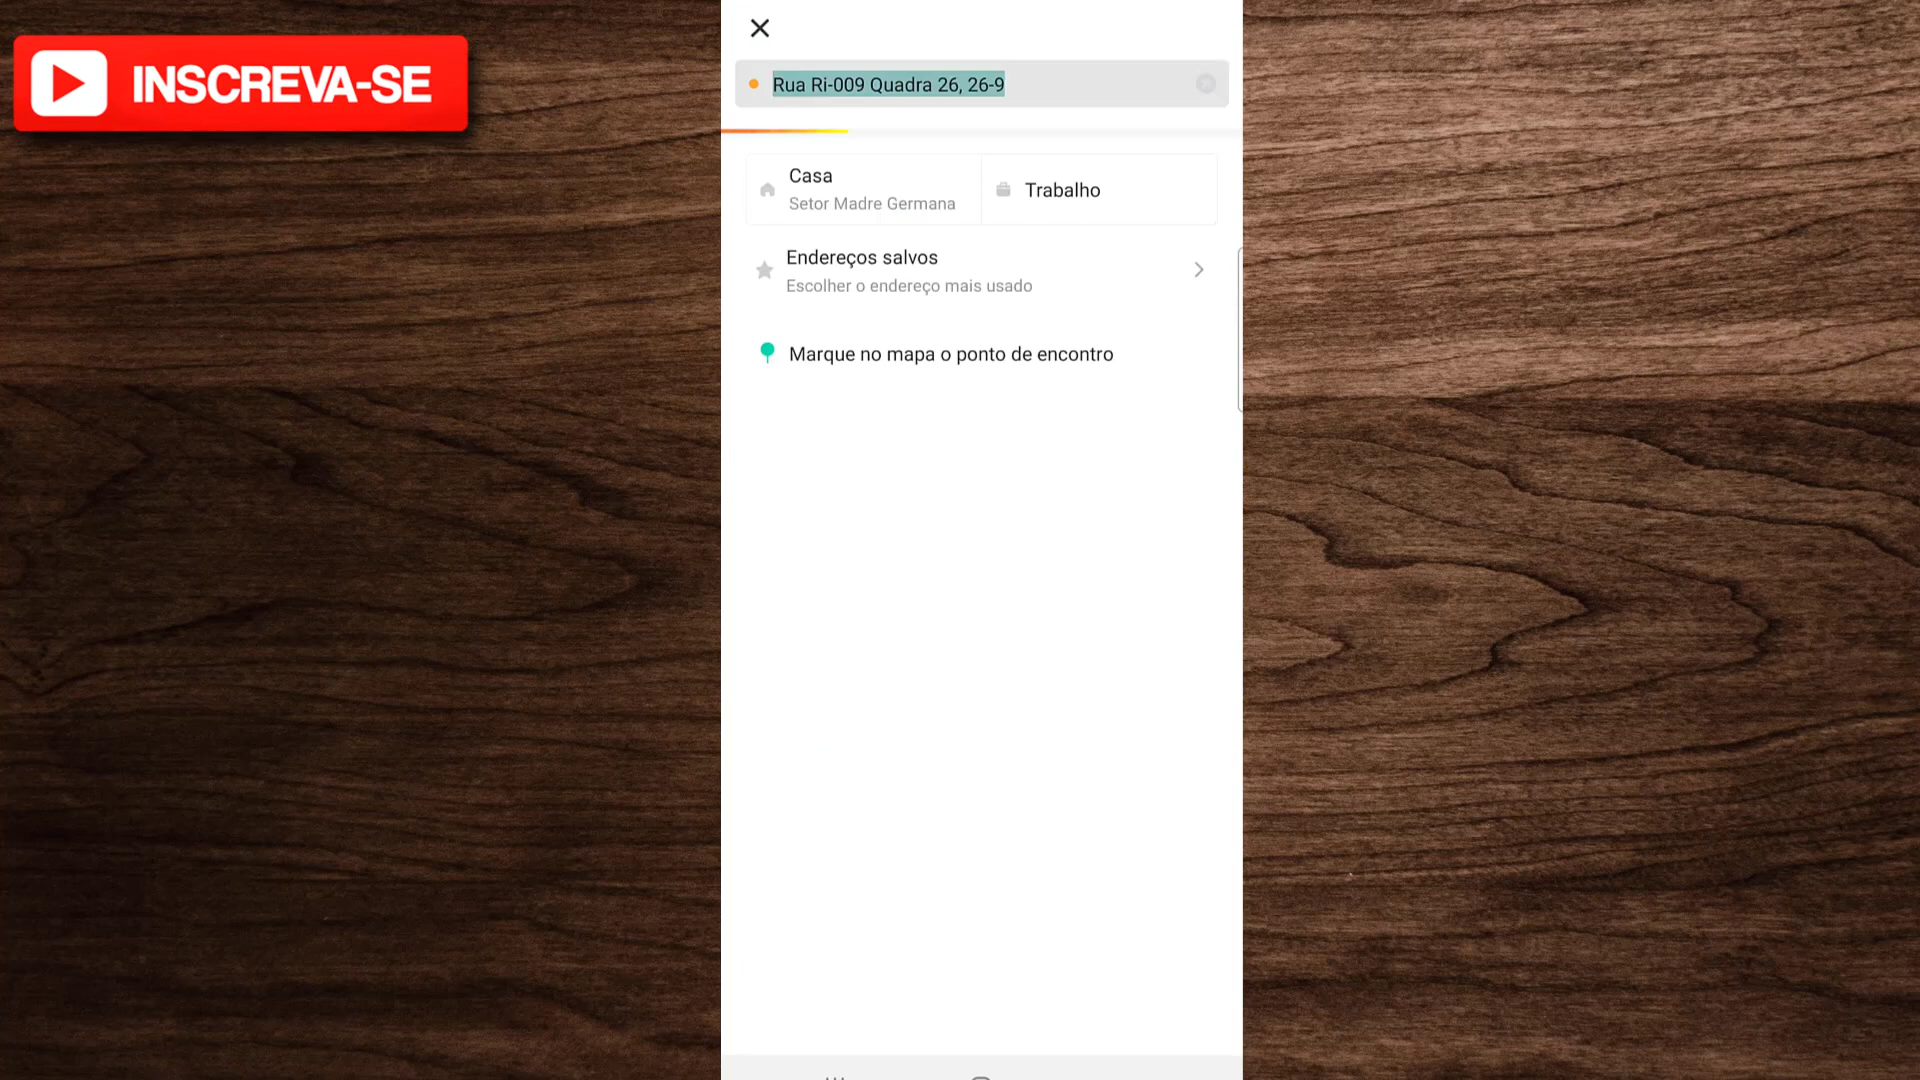 INSCREVA-SE
Rua Ri-009 Quadra 26, 26-9
Casa
Setor Madre Germana
Trabalho
Endereços salvos
Escolher o endereço mais usado
Marque no mapa o ponto de encontro